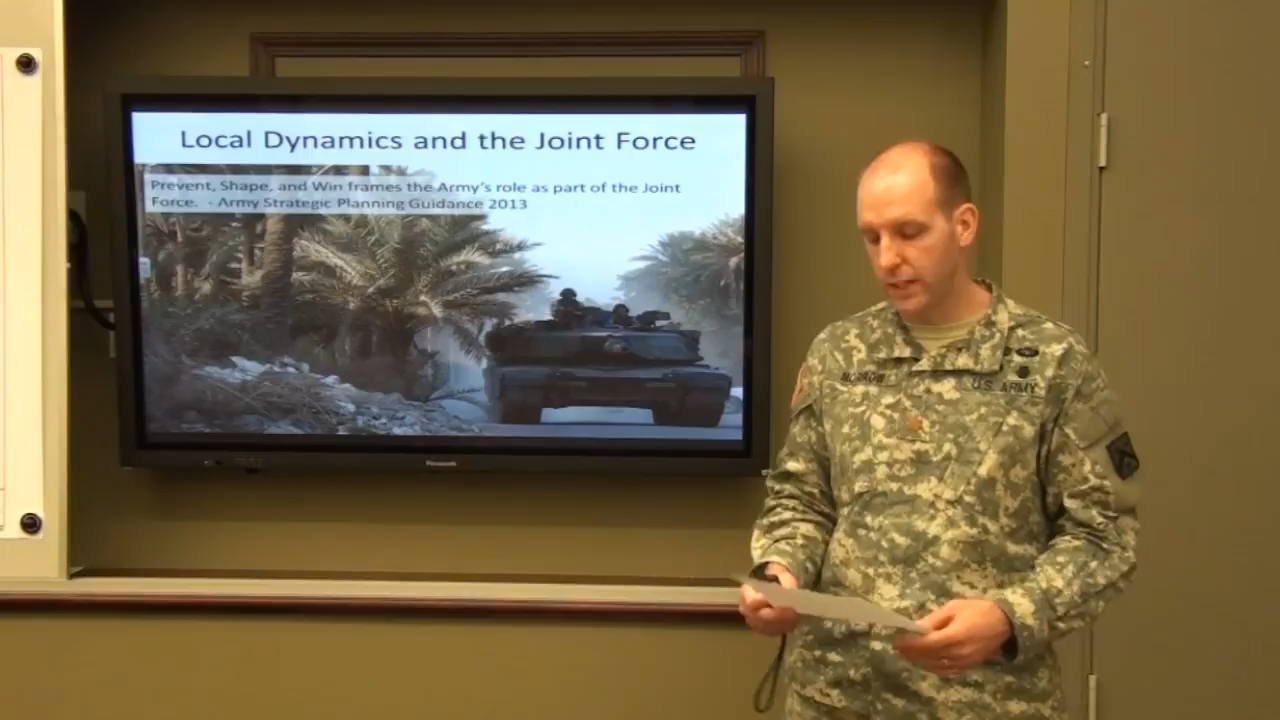 Local Dynamics and the Joint Force
Prevent, Shape, and Win frames the Army's role as part of the Joint
Force. - Army Strategic Planning Guidance 2013
Panasonic
MORROW
U.S. ARMY